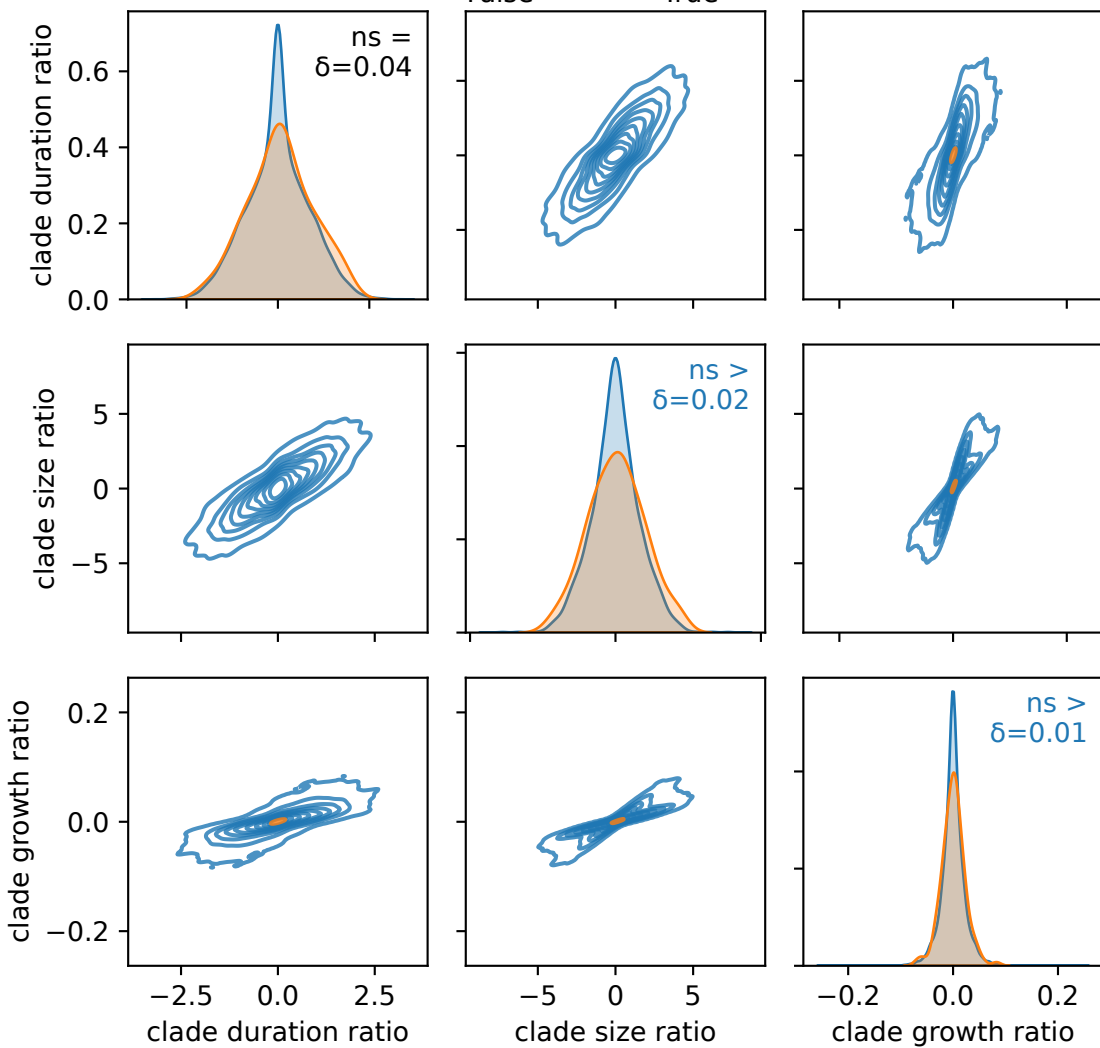 clade duration ratio
0.6
0.4
0.2
0.0
ns =
δ=0.04
clade size ratio
5
0
−5
ns >
δ=0.02
clade growth ratio
0.2
0.0
−0.2
ns >
δ=0.01
−2.5 0.0 2.5
−5 0 5
−0.2 0.0 0.2
clade duration ratio
clade size ratio
clade growth ratio